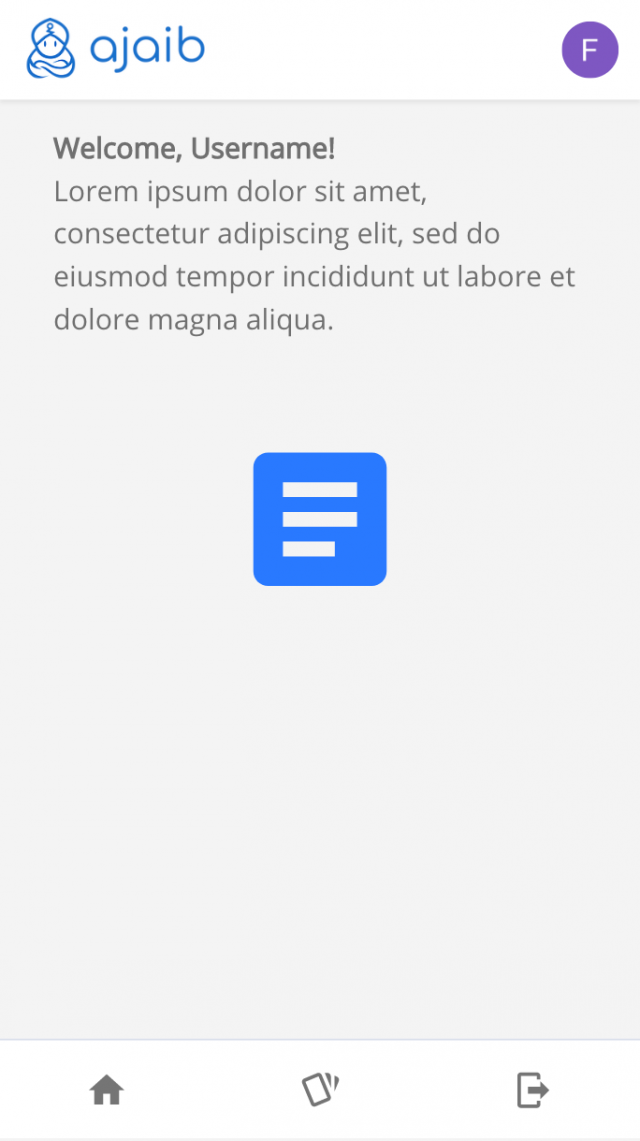 ajaib
F
Welcome, Username!
Lorem ipsum dolor sit amet,
consectetur adipiscing elit, sed do
eiusmod tempor incididunt ut labore et
dolore magna aliqua.